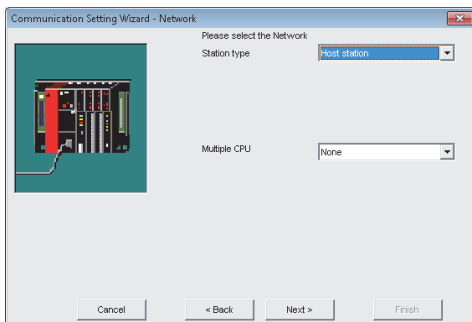 Communication Setting Wizard - Network
Please select the Network
Station type
Host station
Multiple CPU
None
Cancel
< Back
Next >
Finish